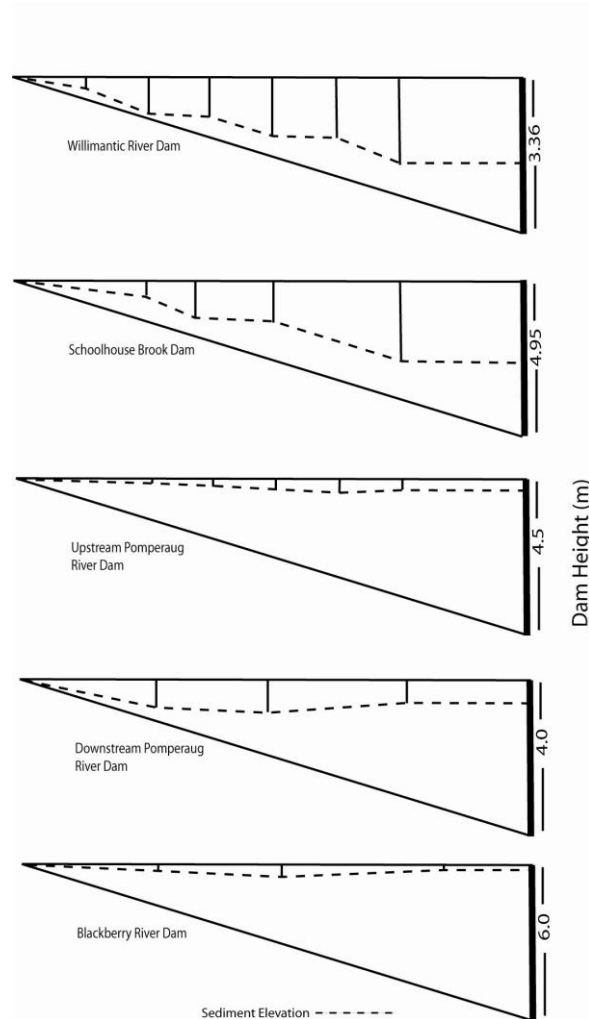 Willimantic River Dam
3.36
Schoolhouse Brook Dam
4.95
Upstream Pomperaug
River Dam
4.5
Dam Height (m)
Downstream Pomperaug
River Dam
4.0
Blackberry River Dam
6.0
Sediment Elevation